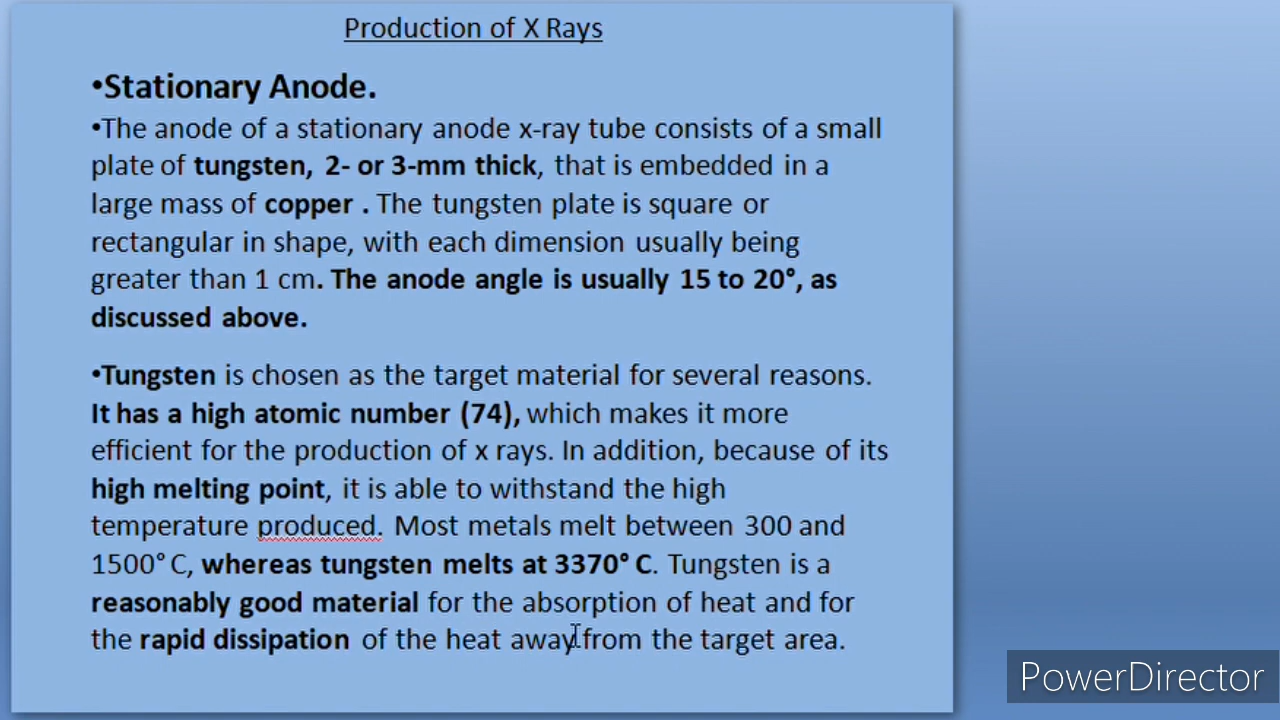 Production of X Rays
•Stationary Anode.
•The anode of a stationary anode x-ray tube consists of a small
plate of tungsten, 2- or 3-mm thick, that is embedded in a
large mass of copper . The tungsten plate is square or
rectangular in shape, with each dimension usually being
greater than 1 cm. The anode angle is usually 15 to 20°, as
discussed above.
•Tungsten is chosen as the target material for several reasons.
It has a high atomic number (74), which makes it more
efficient for the production of x rays. In addition, because of its
high melting point, it is able to withstand the high
temperature produced. Most metals melt between 300 and
1500° C, whereas tungsten melts at 3370° C. Tungsten is a
reasonably good material for the absorption of heat and for
the rapid dissipation of the heat away from the target area.
PowerDirector